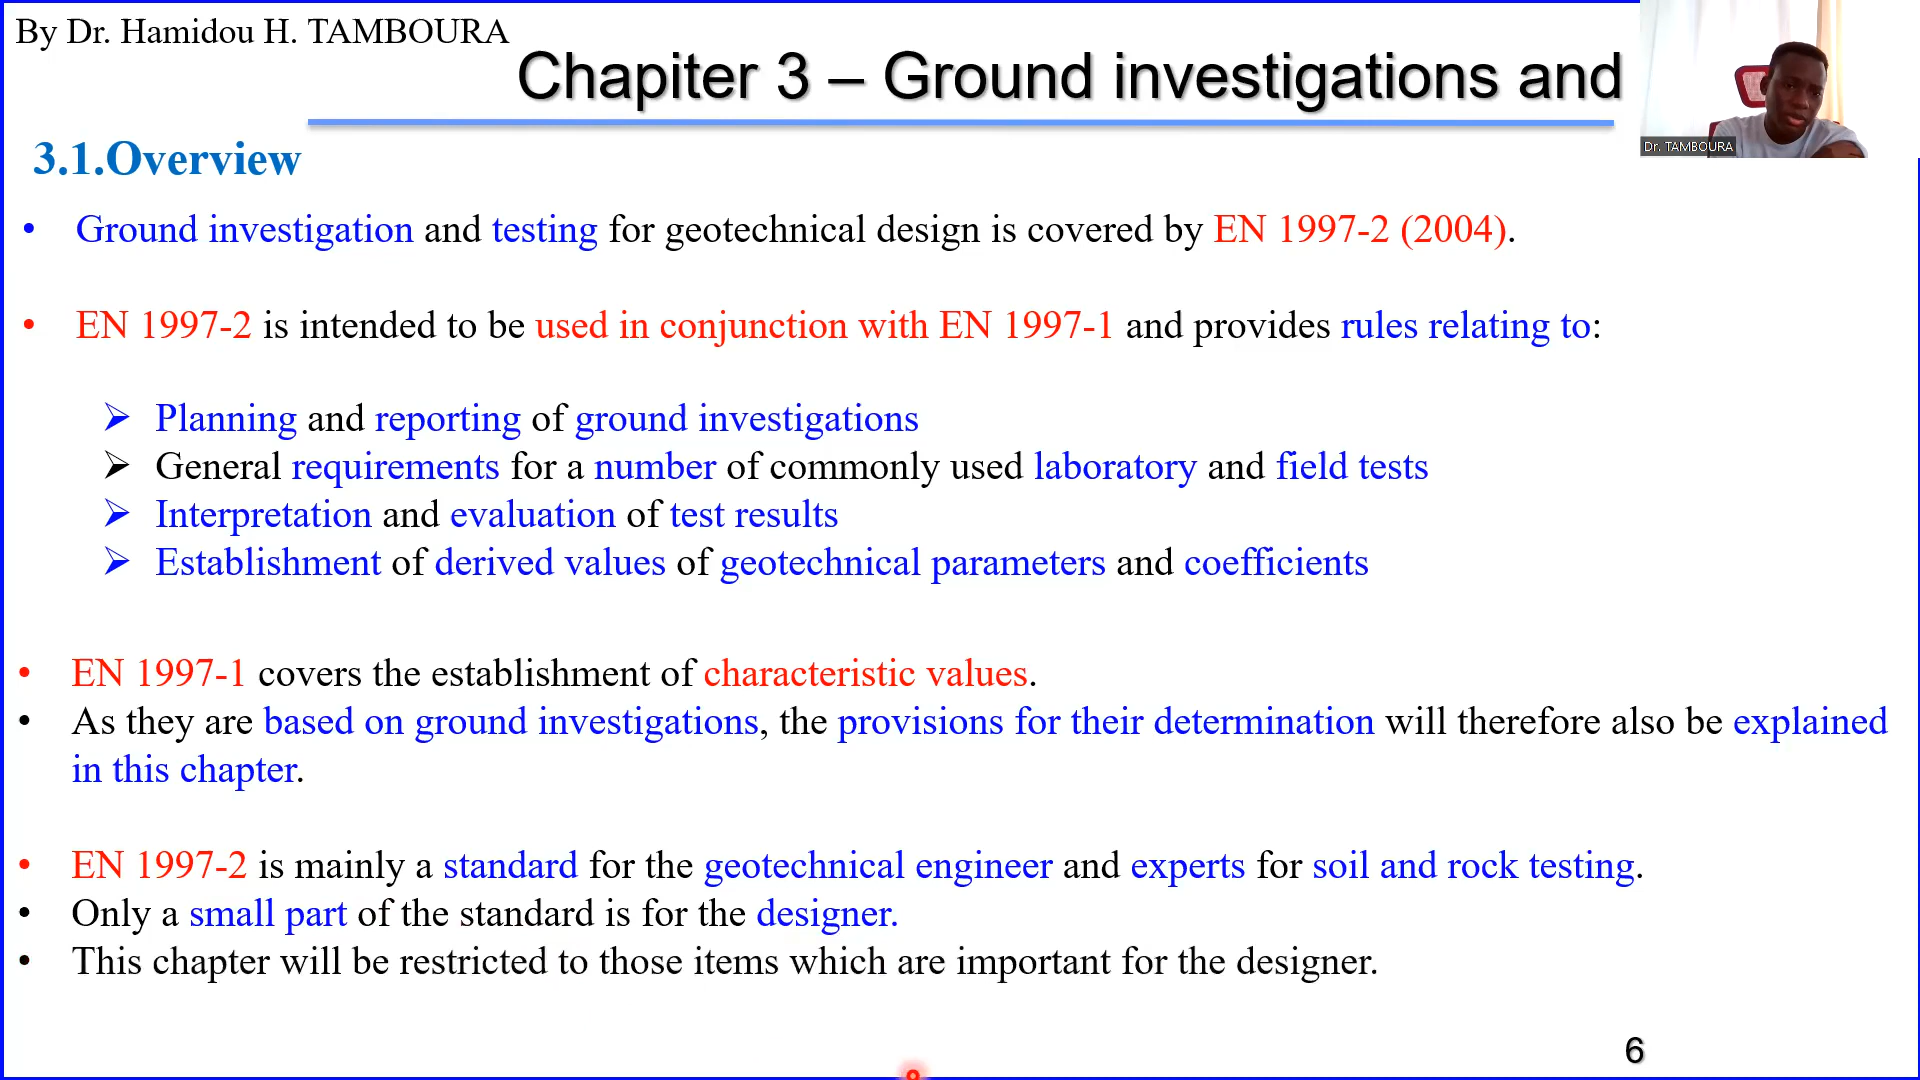 By Dr. Hamidou H. TAMBOURA
Chapiter 3 – Ground investigations and
Dr. TAMBOURA
3.1.Overview
• Ground investigation and testing for geotechnical design is covered by EN 1997-2 (2004).
• EN 1997-2 is intended to be used in conjunction with EN 1997-1 and provides rules relating to:
➢ Planning and reporting of ground investigations
➢ General requirements for a number of commonly used laboratory and field tests
➢ Interpretation and evaluation of test results
➢ Establishment of derived values of geotechnical parameters and coefficients
• EN 1997-1 covers the establishment of characteristic values.
• As they are based on ground investigations, the provisions for their determination will therefore also be explained
in this chapter.
• EN 1997-2 is mainly a standard for the geotechnical engineer and experts for soil and rock testing.
• Only a small part of the standard is for the designer.
• This chapter will be restricted to those items which are important for the designer.
6